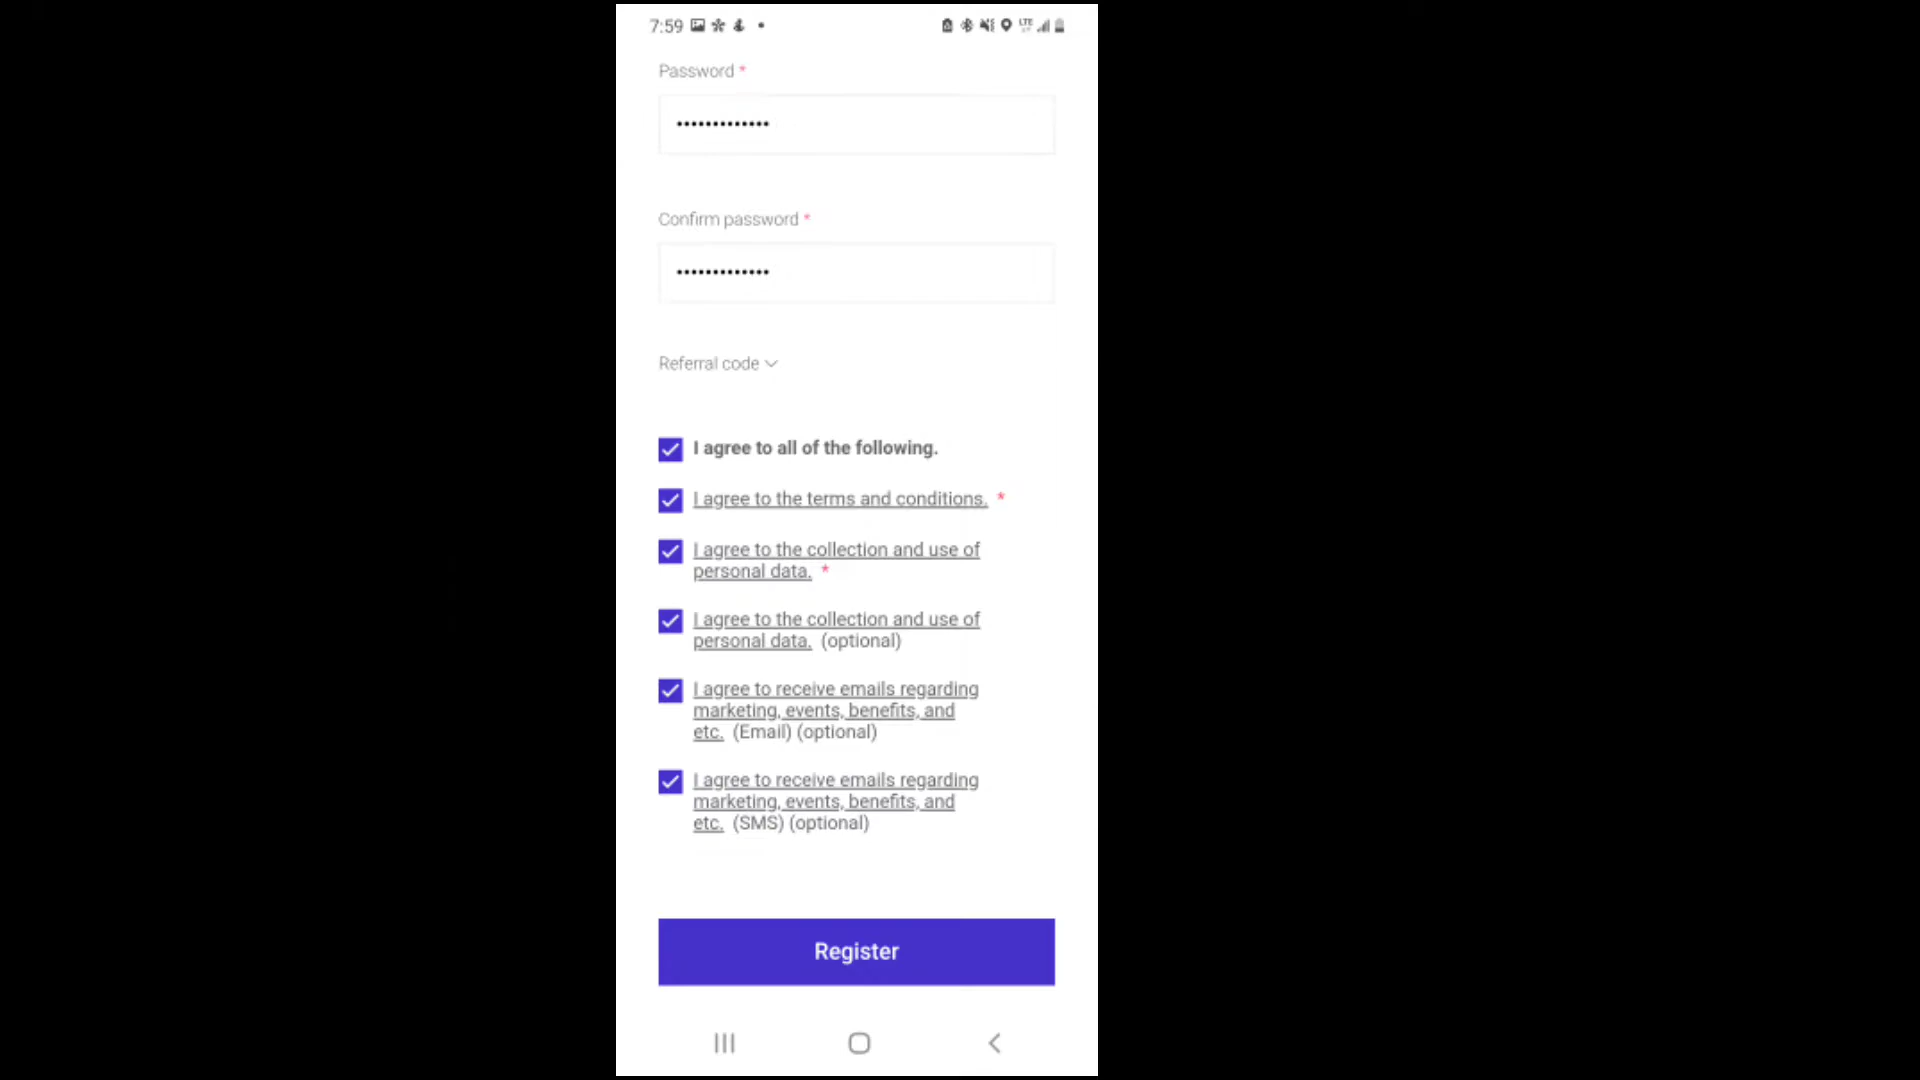 7:59
LTE
Password *
•••••••••••••
Confirm password *
•••••••••••••
Referral code
I agree to all of the following.
I agree to the terms and conditions. *
I agree to the collection and use of
personal data. *
I agree to the collection and use of
personal data. (optional)
I agree to receive emails regarding
marketing, events, benefits, and
etc. (Email) (optional)
I agree to receive emails regarding
marketing, events, benefits, and
etc. (SMS) (optional)
Register